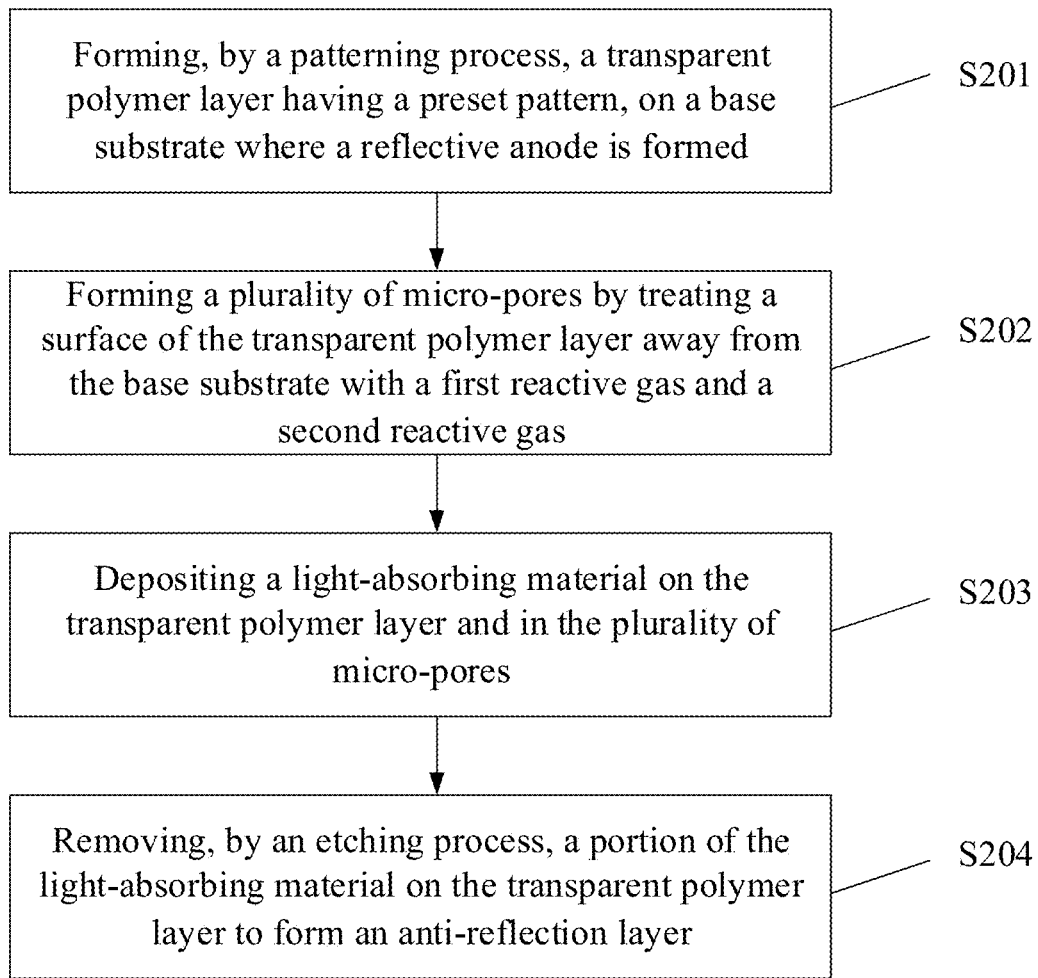 Forming, by a patterning process, a transparent
polymer layer having a preset pattern, on a base
substrate where a reflective anode is formed
S201
Forming a plurality of micro-pores by treating a
surface of the transparent polymer layer away from
the base substrate with a first reactive gas and a
second reactive gas
S202
Depositing a light-absorbing material on the
transparent polymer layer and in the plurality of
micro-pores
S203
Removing, by an etching process, a portion of the
light-absorbing material on the transparent polymer
layer to form an anti-reflection layer
S204